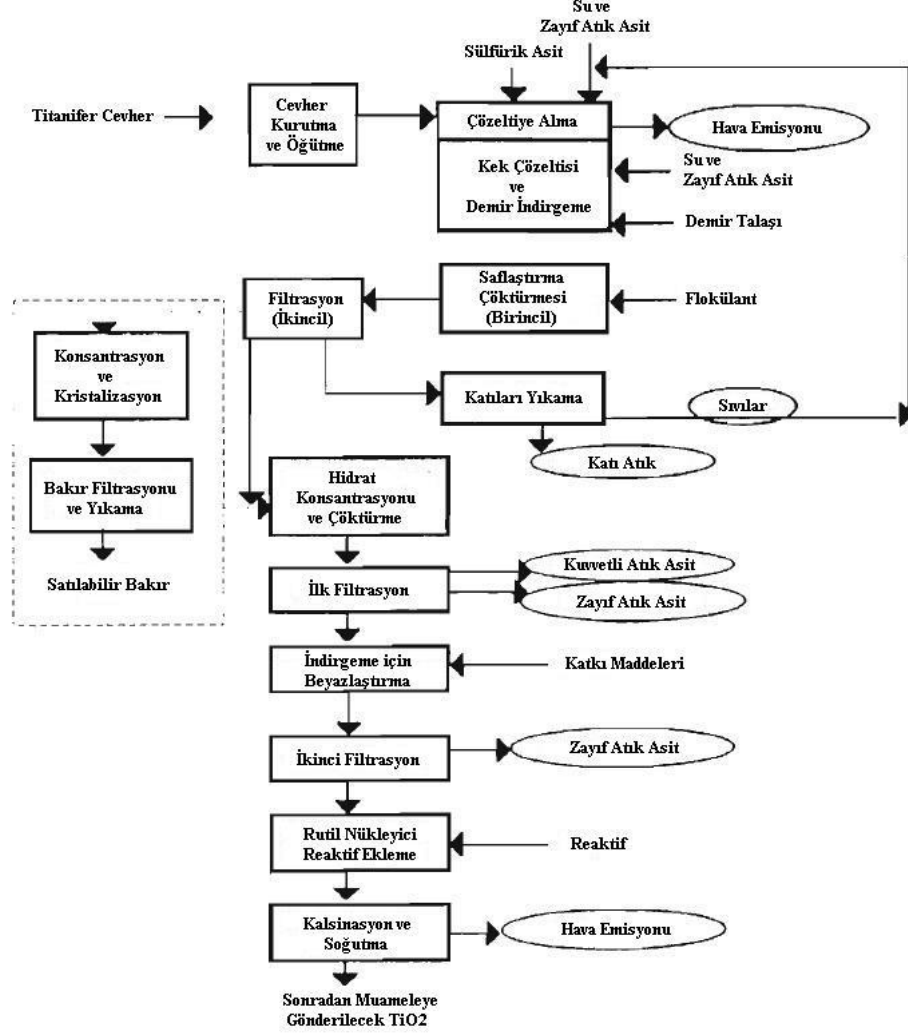 Su ve
Zayıf Atık Asit
Sülfürik Asit
Titanifer Cevher
Cevher
Kurutma
ve Öğütme
Çözeltiye Alma
Hava Emisyonu
Kek Çözeltisi
ve
Demir İndirgeme
Su ve
Zayıf Atık Asit
Demir Talaşı
Filtrasyon
(İkincil)
Saflaştırma
Çöktürmesi
(Birincil)
Flokülant
Konsantrasyon
ve
Kristalizasyon
Katıları Yıkama
Sıvılar
Katı Atık
Bakır Filtrasyonu
ve Yıkama
Satılabilir Bakır
Hidrat
Konsantrasyonu
ve Çöktürme
İlk Filtrasyon
Kuvvetli Atık Asit
Zayıf Atık Asit
İndirgeme için
Beyazlaştırma
Katkı Maddeleri
İkinci Filtrasyon
Zayıf Atık Asit
Rutil Nükleyici
Reaktif Ekleme
Reaktif
Kalsinasyon ve
Soğutma
Hava Emisyonu
Sonradan Muameleye
Gönderilecek TiO2